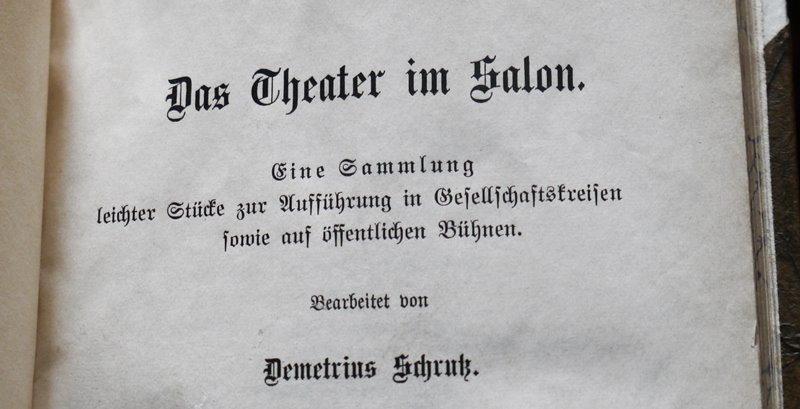 Das Theater im Salon.
Eine Sammlung
leichter Stücke zur Aufführung in Gesellschaftskreisen
sowie auf öffentlichen Bühnen.
Bearbeitet von
Demetrius Schrutz.